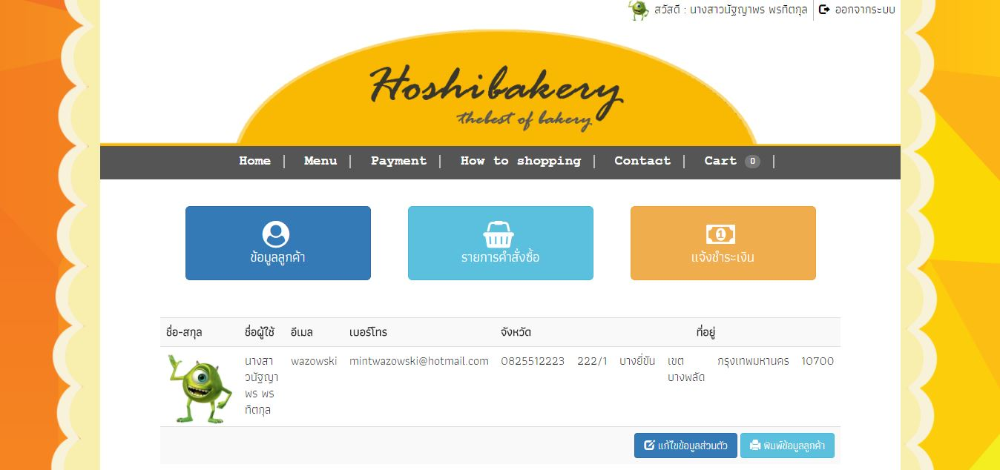 สวัสดี : นางสาวนัฐญาพร พรทิตกุล ออกจากระบบ
Hoshibakery
thebest of bakery
Home | Menu | Payment | How to shopping | Contact | Cart 0 |
ข้อมูลลูกค้า รายการคำสั่งซื้อ แจ้งชำระเงิน
ชื่อ-สกุล ชื่อผู้ใช้ อีเมล เบอร์โทร จังหวัด ที่อยู่
นางสา wazowski mintwazowski@hotmail.com 0825512223 222/1 บางยี่ขัน เขต กรุงเทพมหานคร 10700
วนัฐญา บางพลัด
พร พร
ทิตกุล
แก้ไขข้อมูลส่วนตัว พิมพ์ข้อมูลลูกค้า